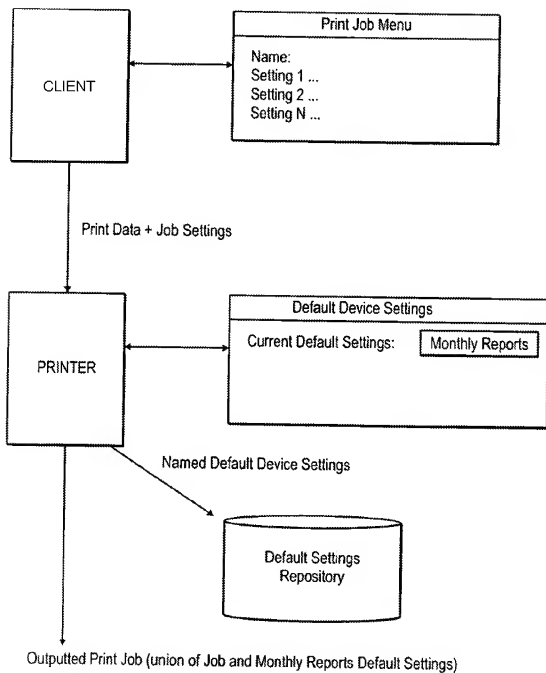 Print Job Menu
CLIENT
Name:
Setting 1 ...
Setting 2 ...
Setting N ...
Print Data + Job Settings
Default Device Settings
PRINTER
Current Default Settings:
Monthly Reports
Named Default Device Settings
Default Settings
Repository
Outputted Print Job (union of Job and Monthly Reports Default Settings)